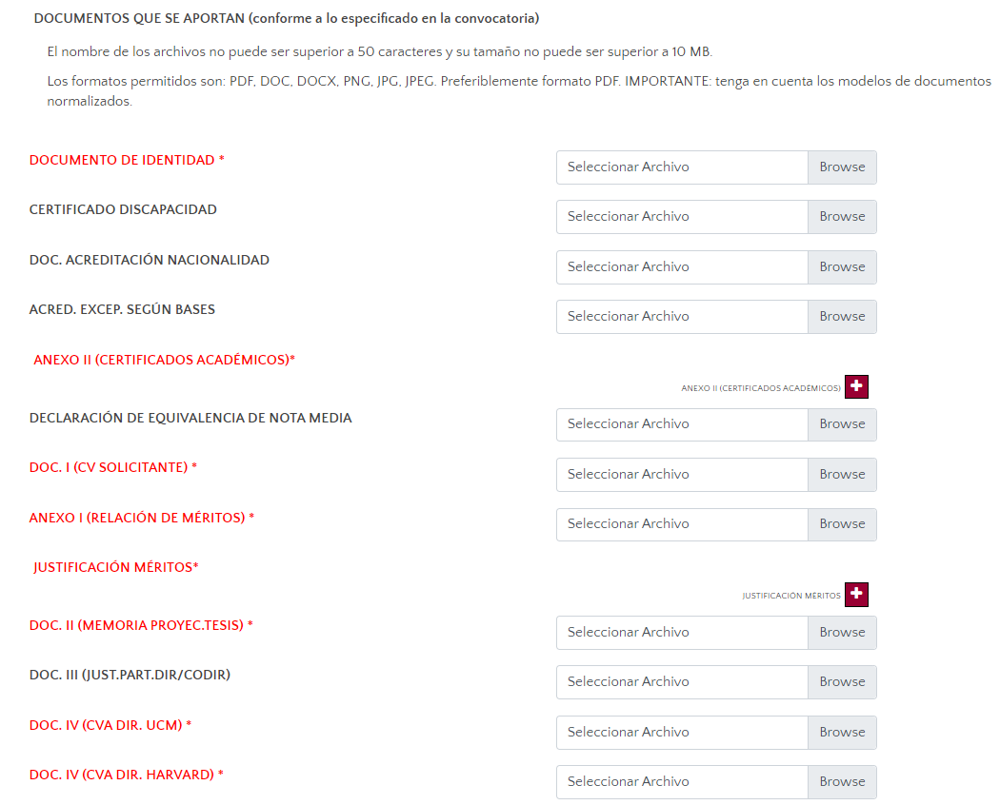 DOCUMENTOS QUE SE APORTAN (conforme a lo especificado en la convocatoria)
El nombre de los archivos no puede ser superior a 50 caracteres y su tamaño no puede ser superior a 10 MB.
Los formatos permitidos son: PDF, DOC, DOCX, PNG, JPG, JPEG. Preferiblemente formato PDF. IMPORTANTE: tenga en cuenta los modelos de documentos
normalizados.
DOCUMENTO DE IDENTIDAD * Seleccionar Archivo Browse
CERTIFICADO DISCAPACIDAD Seleccionar Archivo Browse
DOC. ACREDITACIÓN NACIONALIDAD Seleccionar Archivo Browse
ACRED. EXCEP. SEGÚN BASES Seleccionar Archivo Browse
ANEXO II (CERTIFICADOS ACADÉMICOS)*
ANEXO II (CERTIFICADOS ACADÉMICOS)
DECLARACIÓN DE EQUIVALENCIA DE NOTA MEDIA Seleccionar Archivo Browse
DOC. I (CV SOLICITANTE) * Seleccionar Archivo Browse
ANEXO I (RELACIÓN DE MÉRITOS) * Seleccionar Archivo Browse
JUSTIFICACIÓN MÉRITOS*
JUSTIFICACIÓN MÉRITOS
DOC. II (MEMORIA PROYEC.TESIS) * Seleccionar Archivo Browse
DOC. III (JUST.PART.DIR/CODIR) Seleccionar Archivo Browse
DOC. IV (CVA DIR. UCM) * Seleccionar Archivo Browse
DOC. IV (CVA DIR. HARVARD) * Seleccionar Archivo Browse